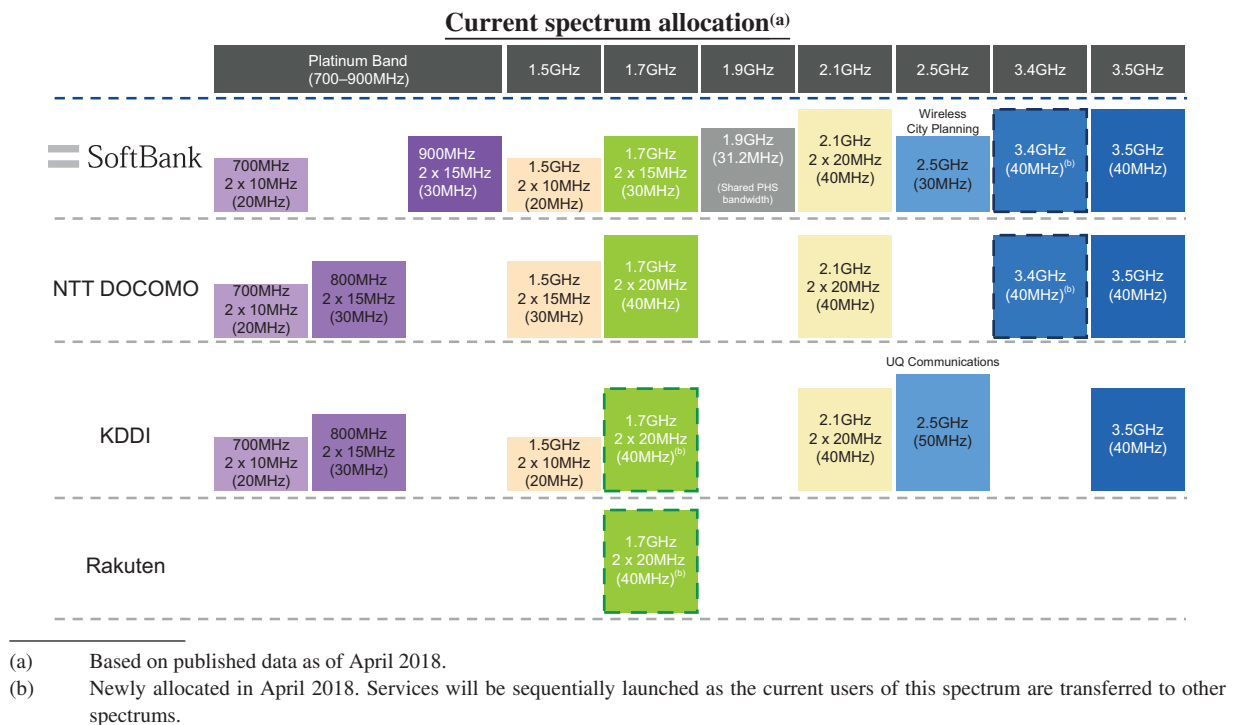 Current spectrum allocation(a)
Platinum Band
(700–900MHz)
1.5GHz
1.7GHz
1.9GHz
2.1GHz
2.5GHz
3.4GHz
3.5GHz
SoftBank
700MHz
2 x 10MHz
(20MHz)
900MHz
2 x 15MHz
(30MHz)
1.5GHz
2 x 10MHz
(20MHz)
1.7GHz
2 x 15MHz
(30MHz)
1.9GHz
(31.2MHz)
(Shared PHS
bandwidth)
2.1GHz
2 x 20MHz
(40MHz)
Wireless
City Planning
2.5GHz
(30MHz)
3.4GHz
(40MHz)(b)
3.5GHz
(40MHz)
NTT DOCOMO
700MHz
2 x 10MHz
(20MHz)
800MHz
2 x 15MHz
(30MHz)
1.5GHz
2 x 15MHz
(30MHz)
1.7GHz
2 x 20MHz
(40MHz)
2.1GHz
2 x 20MHz
(40MHz)
3.4GHz
(40MHz)(b)
3.5GHz
(40MHz)
KDDI
700MHz
2 x 10MHz
(20MHz)
800MHz
2 x 15MHz
(30MHz)
1.5GHz
2 x 10MHz
(20MHz)
1.7GHz
2 x 20MHz
(40MHz)(b)
2.1GHz
2 x 20MHz
(40MHz)
UQ Communications
2.5GHz
(50MHz)
3.5GHz
(40MHz)
Rakuten
1.7GHz
2 x 20MHz
(40MHz)(b)
(a) Based on published data as of April 2018.
(b) Newly allocated in April 2018. Services will be sequentially launched as the current users of this spectrum are transferred to other
spectrums.